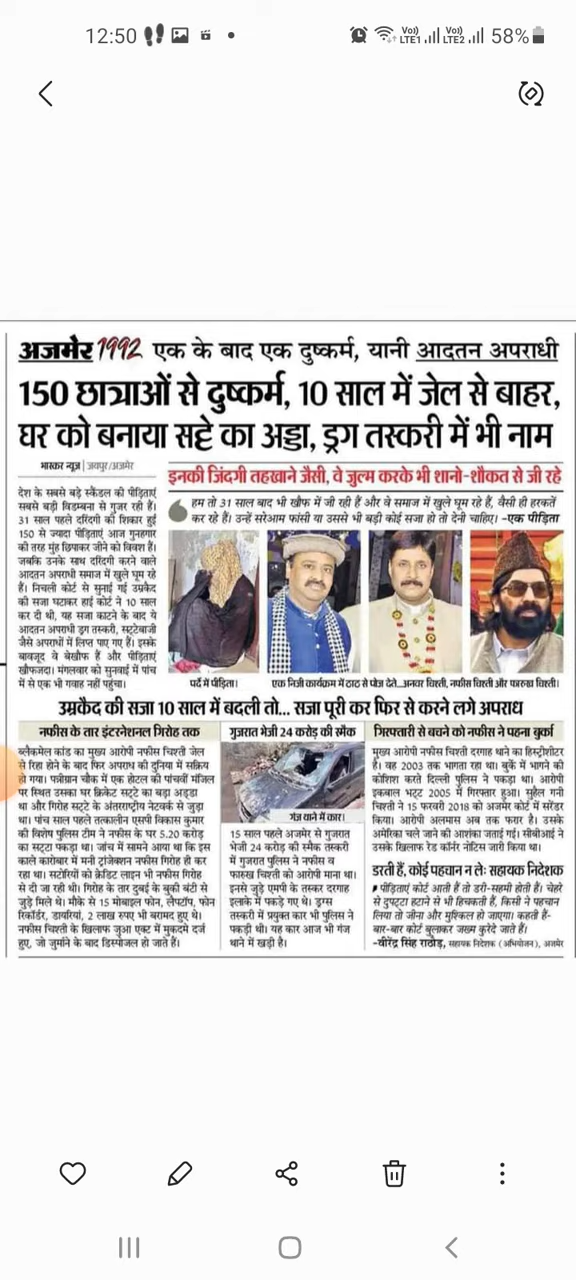 12:50
Vo)) LTE1 Vo)) LTE2 58%
अजमेर 1992 एक के बाद एक दुष्कर्म, यानी आदतन अपराधी
150 छात्राओं से दुष्कर्म, 10 साल में जेल से बाहर,
घर को बनाया सट्टे का अड्डा, ड्रग तस्करी में भी नाम
भास्कर न्यूज | जयपुर/अजमेर
देश के सबसे बड़े स्कैंडल की पीड़िताएं
सबसे बड़ी विडम्बना से गुजर रही हैं।
31 साल पहले दरिंदगी का शिकार हुई
150 से ज्यादा पीड़िताएं आज गुनहगार
की तरह मुंह छिपाकर जीने को विवश हैं।
जबकि उनके साथ दरिंदगी करने वाले
आदतन अपराधी समाज में खुले घूम रहे
हैं। निचली कोर्ट से सुनाई गई उम्रकैद
की सजा घटाकर हाई कोर्ट ने 10 साल
कर दी थी, यह सजा काटने के बाद ये
आदतन अपराधी ड्रग तस्करी, सट्टेबाजी
जैसे अपराधों में लिप्त पाए गए हैं। इसके
बावजूद वे बेखौफ हैं और पीड़िताएं
खौफजदा। मंगलवार को सुनवाई में पांच
में से एक भी गवाह नहीं पहुंचा।
इनकी जिंदगी तहखाने जैसी, वे जुल्म करके भी शानो-शौकत से जी रहे
हम तो 31 साल बाद भी खौफ में जी रही हैं और वे समाज में खुले घूम रहे हैं, वैसी ही हरकतें
कर रहे हैं। उन्हें सरेआम फांसी या उससे भी बड़ी कोई सजा हो तो देनी चाहिए। -एक पीड़िता
पर्दे में पीड़िता।
एक निजी कार्यक्रम में ठाठ से पोज देते...अनवर चिश्ती, नफीस चिश्ती और फारुख चिश्ती।
उम्रकैद की सजा 10 साल में बदली तो... सजा पूरी कर फिर से करने लगे अपराध
नफीस के तार इंटरनेशनल गिरोह तक
ब्लैकमेल कांड का मुख्य आरोपी नफीस चिश्ती जेल
से रिहा होने के बाद फिर अपराध की दुनिया में सक्रिय
हो गया। फन्नीग्रान चौक में एक होटल की पांचवीं मंजिल
पर स्थित उसका घर क्रिकेट सट्टे का बड़ा अड्डा
था और गिरोह सट्टे के अंतरराष्ट्रीय नेटवर्क से जुड़ा
था। पांच साल पहले तत्कालीन एसपी विकास कुमार
की विशेष पुलिस टीम ने नफीस के घर 5.20 करोड़
का सट्टा पकड़ा था। जांच में सामने आया था कि इस
काले कारोबार में मनी ट्रांजेक्शन नफीस गिरोह ही कर
रहा था। सटोरियों को क्रेडिट लाइन भी नफीस गिरोह
से दी जा रही थी। गिरोह के तार दुबई के बुकी बंटी से
जुड़े मिले थे। मौके से 15 मोबाइल फोन, लैपटॉप, फोन
रिकॉर्डर, डायरियां, 2 लाख रुपए भी बरामद हुए थे।
नफीस चिश्ती के खिलाफ जुआ एक्ट में मुकदमे दर्ज
हुए, जो जुर्माने के बाद डिस्पोजल हो जाते हैं।
गुजरात भेजी 24 करोड़ की स्मैक
गंज थाने में कार।
15 साल पहले अजमेर से गुजरात
भेजी 24 करोड़ की स्मैक तस्करी
में गुजरात पुलिस ने नफीस व
फारुख चिश्ती को आरोपी माना था।
इनसे जुड़े एमपी के तस्कर दरगाह
इलाके में पकड़े गए थे। ड्रग्स
तस्करी में प्रयुक्त कार भी पुलिस ने
पकड़ी थी। यह कार आज भी गंज
थाने में खड़ी है।
गिरफ्तारी से बचने को नफीस ने पहना बुर्का
मुख्य आरोपी नफीस चिश्ती दरगाह थाने का हिस्ट्रीशीटर
है। वह 2003 तक भागता रहा था। बुर्के में भागने की
कोशिश करते दिल्ली पुलिस ने पकड़ा था। आरोपी
इकबाल भट्ट 2005 में गिरफ्तार हुआ। सुहैल गनी
चिश्ती ने 15 फरवरी 2018 को अजमेर कोर्ट में सरेंडर
किया। आरोपी अलमास अब तक फरार है। उसके
अमेरिका चले जाने की आशंका जताई गई। सीबीआई ने
उसके खिलाफ रेड कॉर्नर नोटिस जारी किया था।
डरती हैं, कोई पहचान न ले: सहायक निदेशक
पीड़िताएं कोर्ट आती हैं तो डरी-सहमी होती हैं। चेहरे
से दुपट्टा हटाने से भी हिचकती हैं, किसी ने पहचान
लिया तो जीना और मुश्किल हो जाएगा। कहती हैं-
बार-बार कोर्ट बुलाकर जख्म कुरेदे जाते हैं।
-वीरेंद्र सिंह राठौड़, सहायक निदेशक (अभियोजन), अजमेर